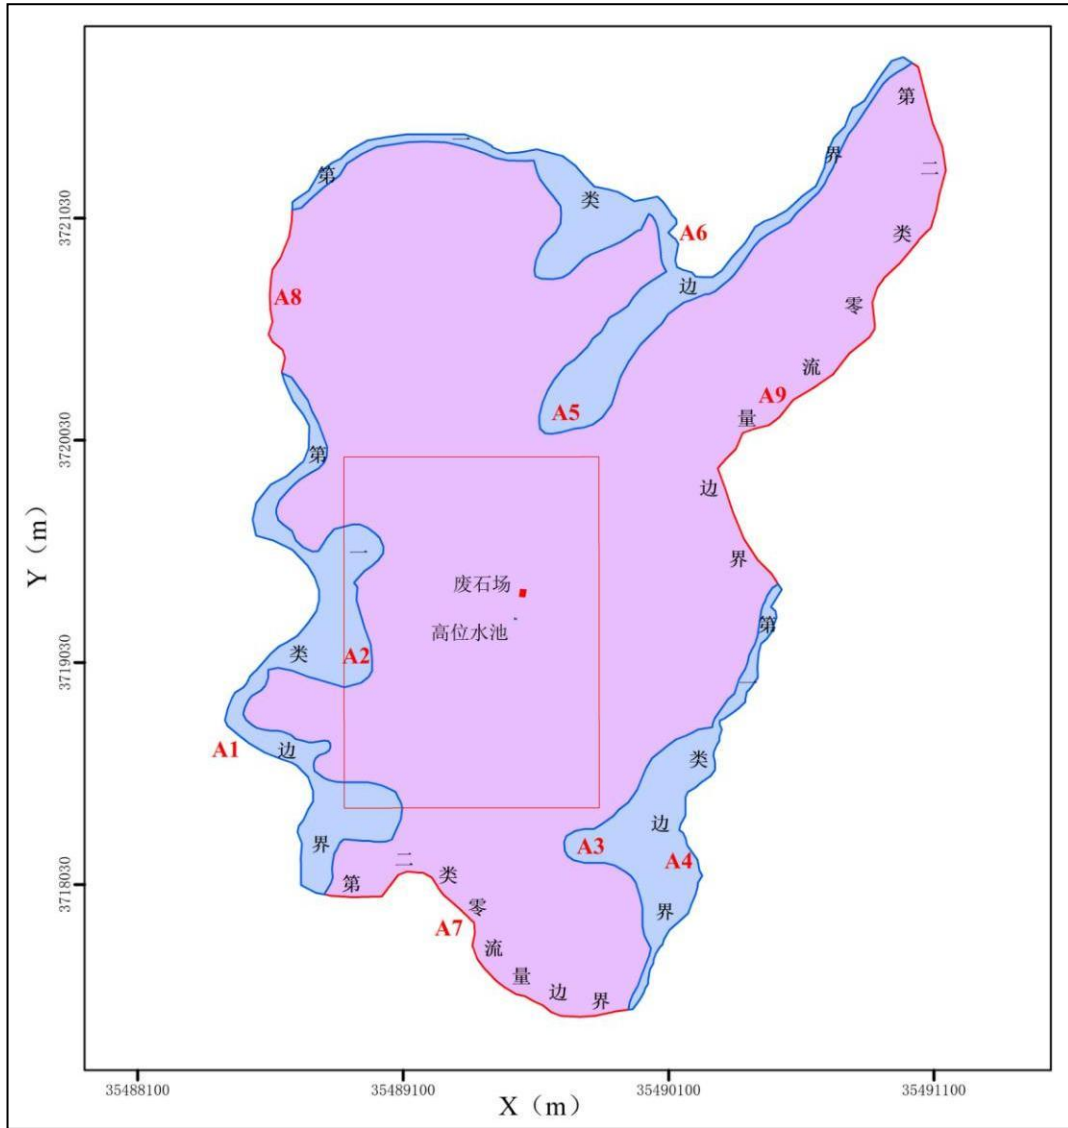 第一类边界
第二类零流量边界
A6
A8
A5
A9
第一类边界
废石场
高位水池
A2
A1
第一类边界
A3
A4
第二类零流量边界
A7
3721030
3720030
3719030
3718030
Y（m）
35488100
35489100
35490100
35491100
X（m）